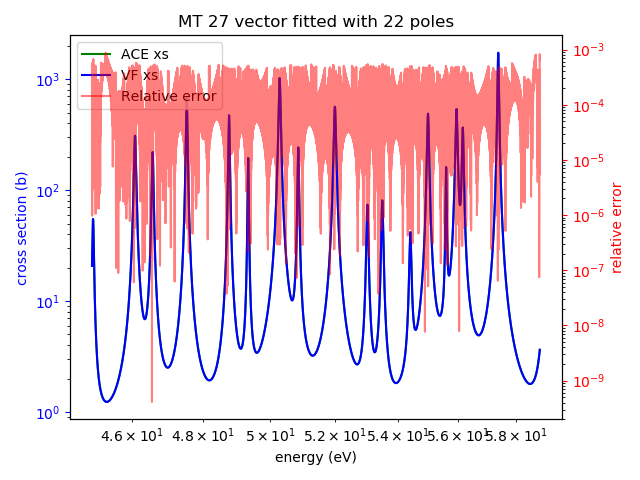 MT 27 vector fitted with 22 poles
ACE xs
VF xs
Relative error
cross section (b)
10³
10²
10¹
10⁰
10⁻³
10⁻⁴
10⁻⁵
10⁻⁶
10⁻⁷
10⁻⁸
10⁻⁹
relative error
4.6 × 10¹ 4.8 × 10¹ 5 × 10¹ 5.2 × 10¹ 5.4 × 10¹ 5.6 × 10¹ 5.8 × 10¹
energy (eV)